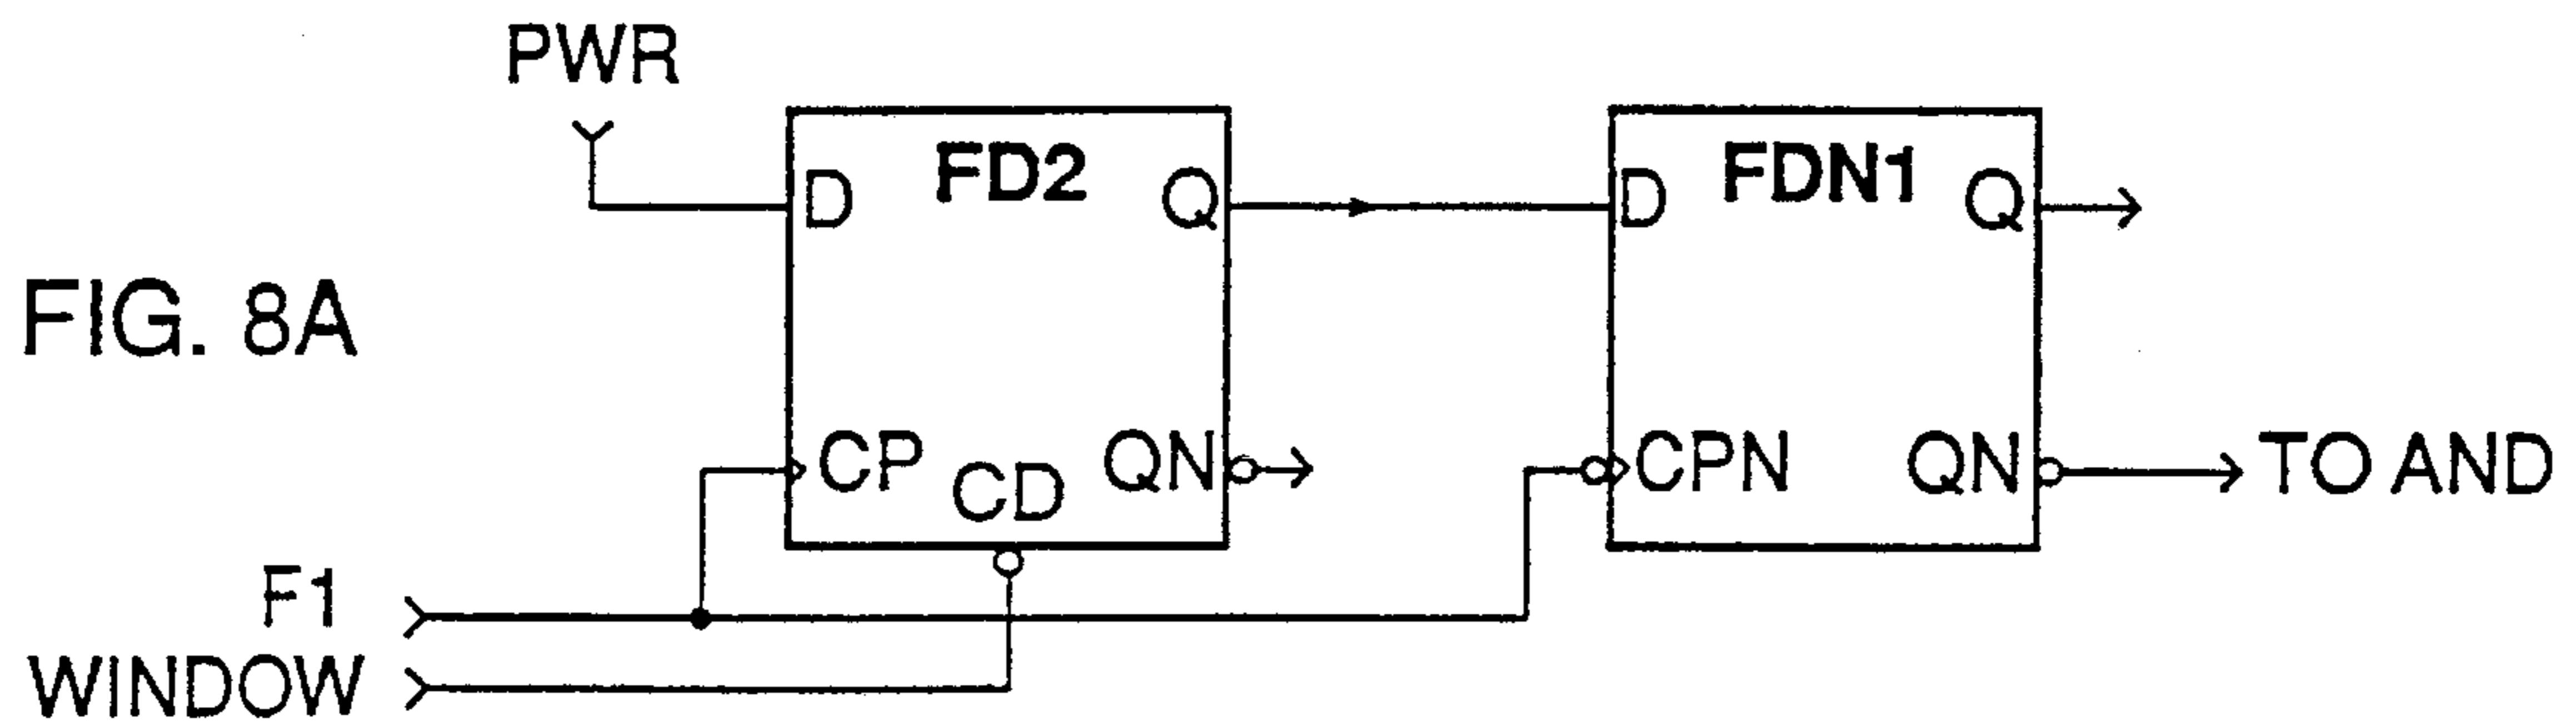 PWR
D FD2 Q
D FDN1 Q
FIG. 8A
CP CD QN
CPN QN TO AND
F1
WINDOW